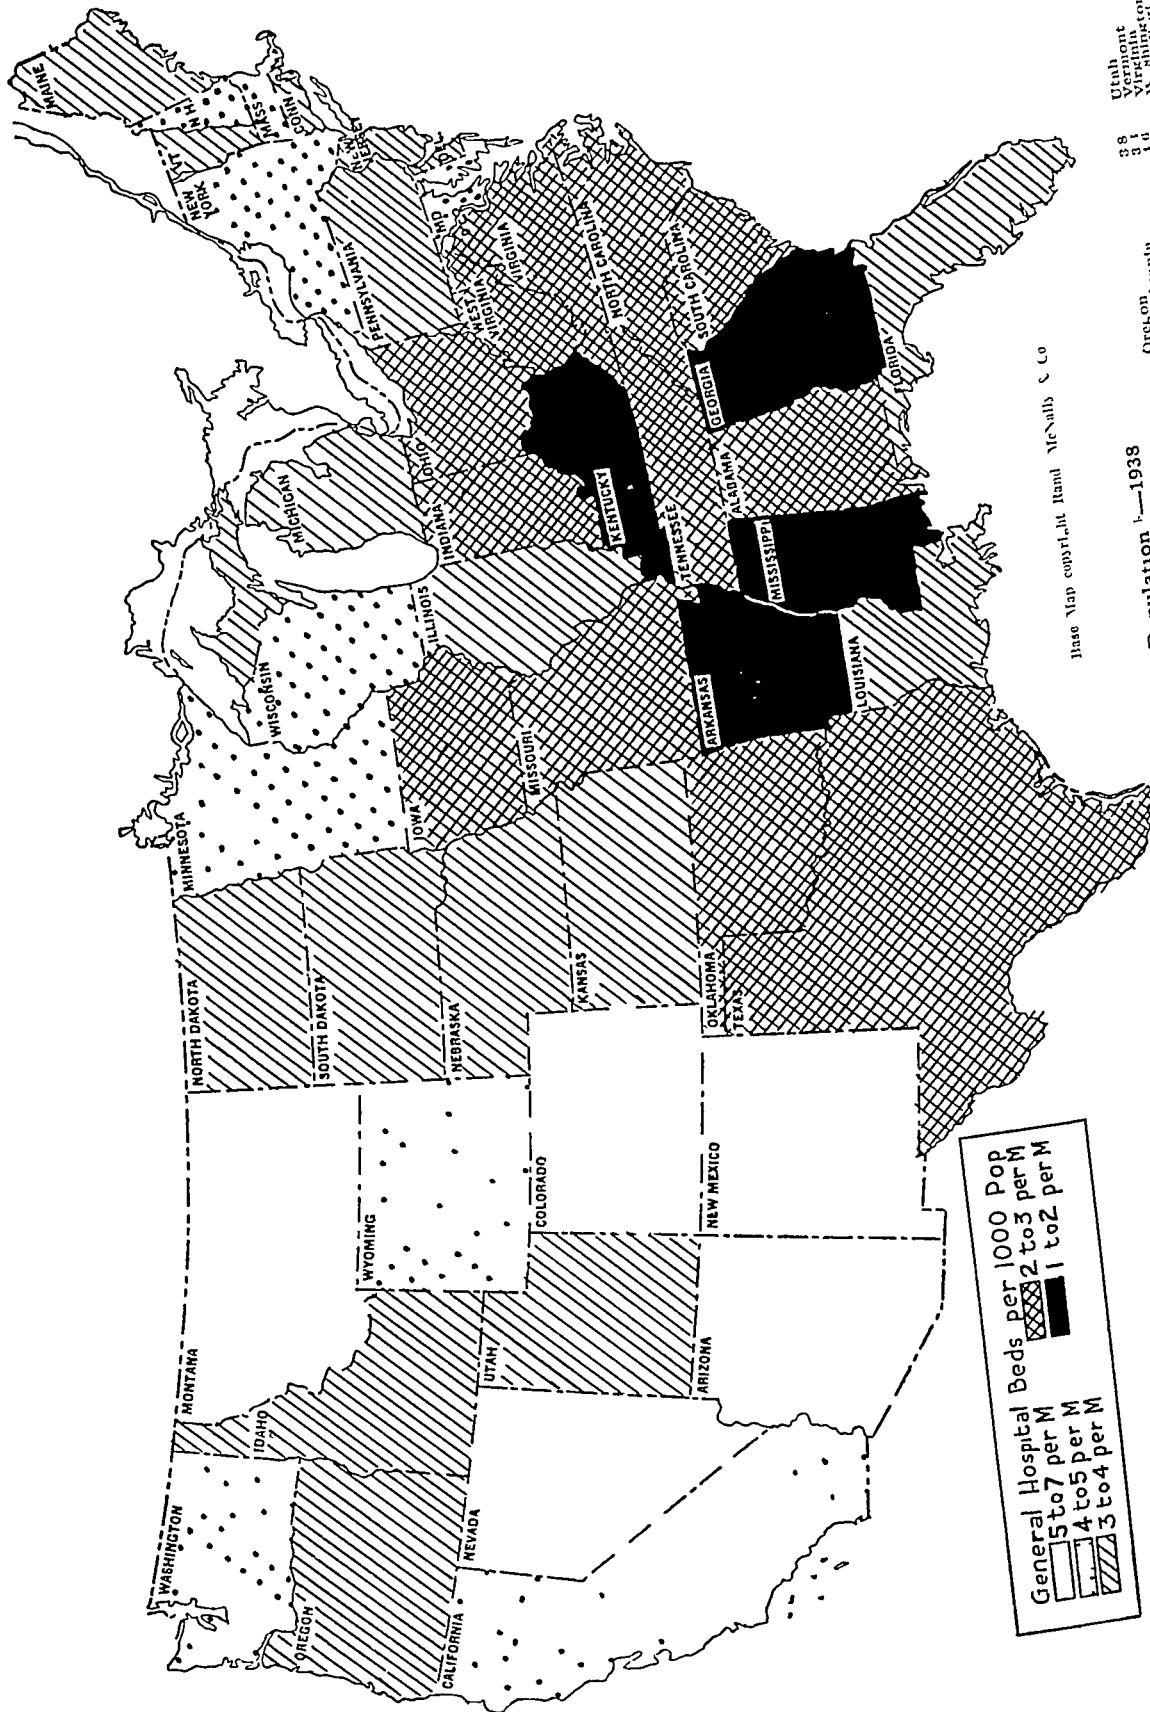 WASHINGTON
OREGON
CALIFORNIA
NEVADA
IDAHO
MONTANA
WYOMING
UTAH
ARIZONA
COLORADO
NEW MEXICO
NORTH DAKOTA
SOUTH DAKOTA
NEBRASKA
KANSAS
OKLAHOMA
TEXAS
MINNESOTA
IOWA
MISSOURI
ARKANSAS
LOUISIANA
WISCONSIN
ILLINOIS
MICHIGAN
INDIANA
OHIO
KENTUCKY
TENNESSEE
MISSISSIPPI
ALABAMA
GEORGIA
FLORIDA
SOUTH CAROLINA
NORTH CAROLINA
VIRGINIA
WEST
VIRGINIA
PENNSYLVANIA
NEW
YORK
VT
N H
MAINE
MASS
CONN
NEW
JERSEY
DEL
MD
D C
General Hospital Beds per 1000 Pop
5 to 7 per M
4 to 5 per M
3 to 4 per M
2 to 3 per M
1 to 2 per M
Base Map copyright Rand McNally & Co
1938
Oregon
38
31
Utah
Vermont
Virginia